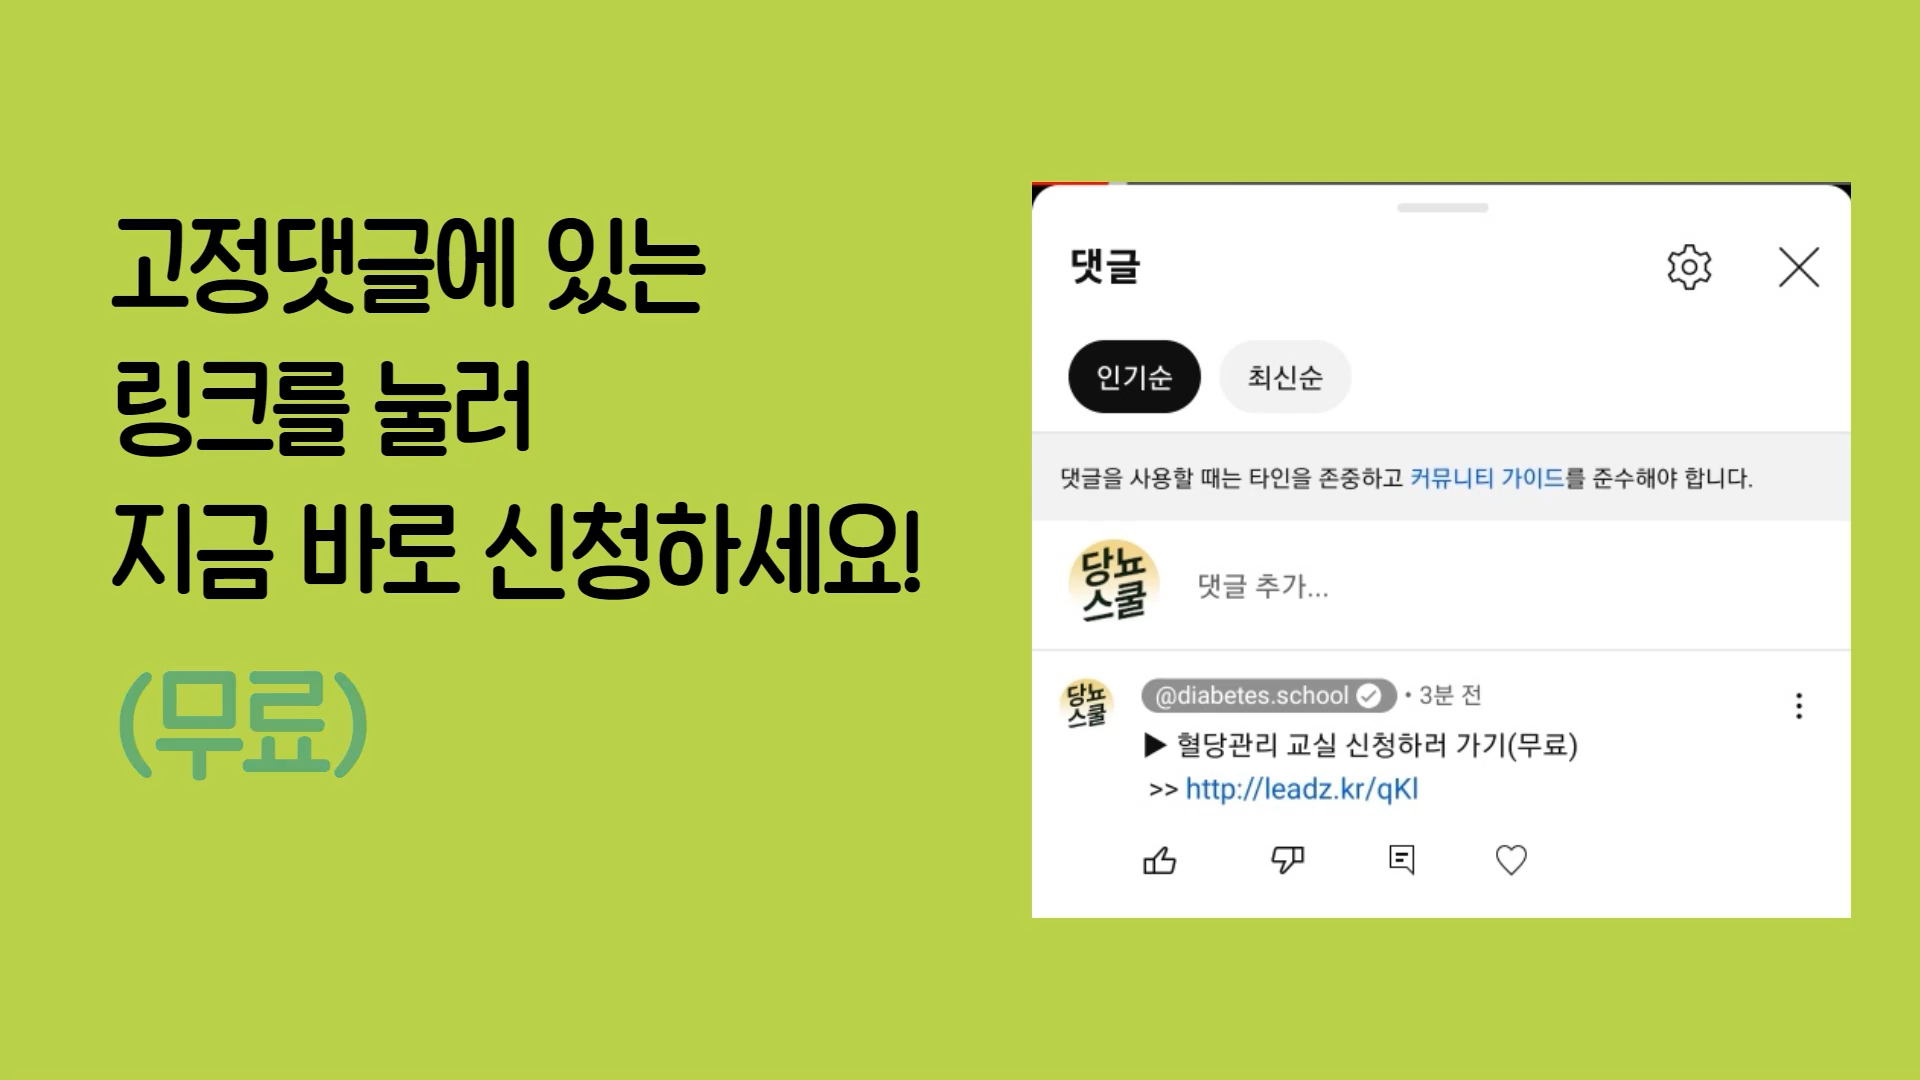 고정댓글에 있는
링크를 눌러
지금 바로 신청하세요!
(무료)
댓글
인기순 최신순
댓글을 사용할 때는 타인을 존중하고 커뮤니티 가이드를 준수해야 합니다.
당뇨
스쿨
댓글 추가...
당뇨
스쿨
@diabetes.school • 3분 전
▶ 혈당관리 교실 신청하러 가기(무료)
>> http://leadz.kr/qKl